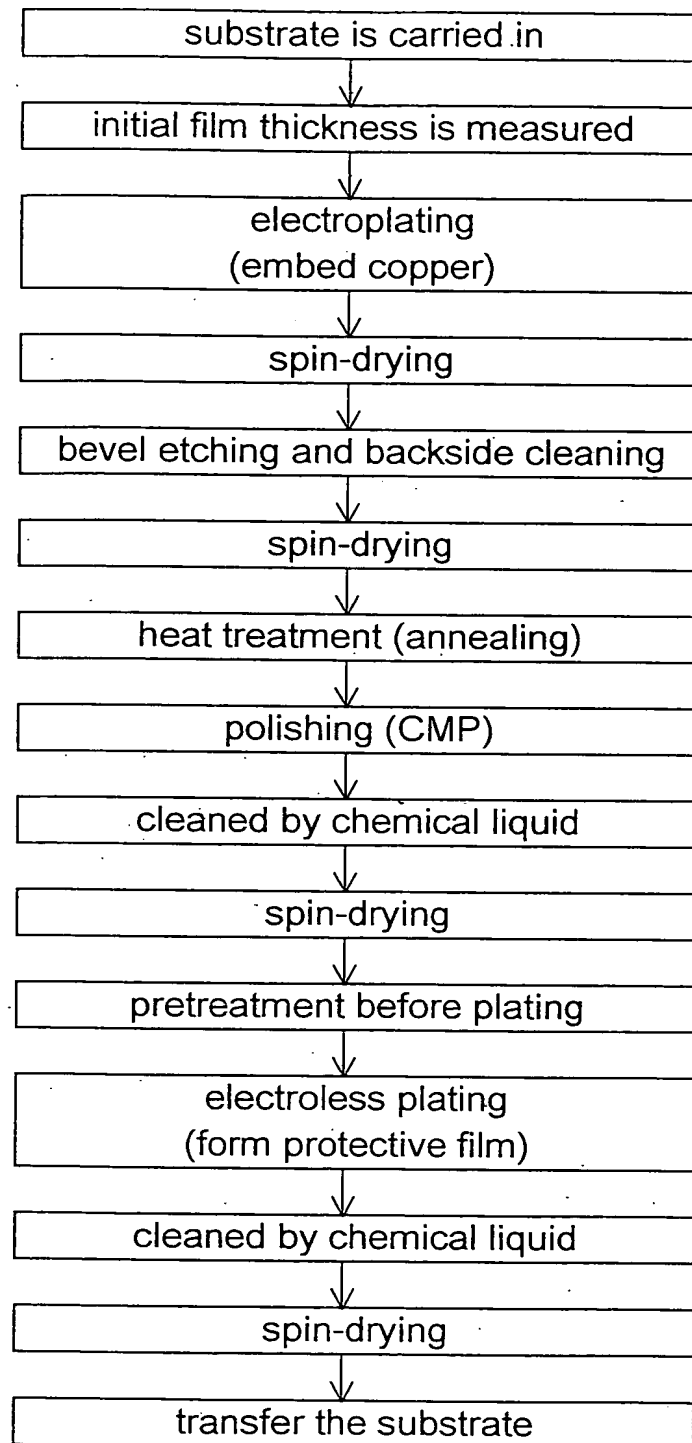 substrate is carried in
initial film thickness is measured
electroplating
(embed copper)
spin-drying
bevel etching and backside cleaning
spin-drying
heat treatment (annealing)
polishing (CMP)
cleaned by chemical liquid
spin-drying
pretreatment before plating
electroless plating
(form protective film)
cleaned by chemical liquid
spin-drying
transfer the substrate